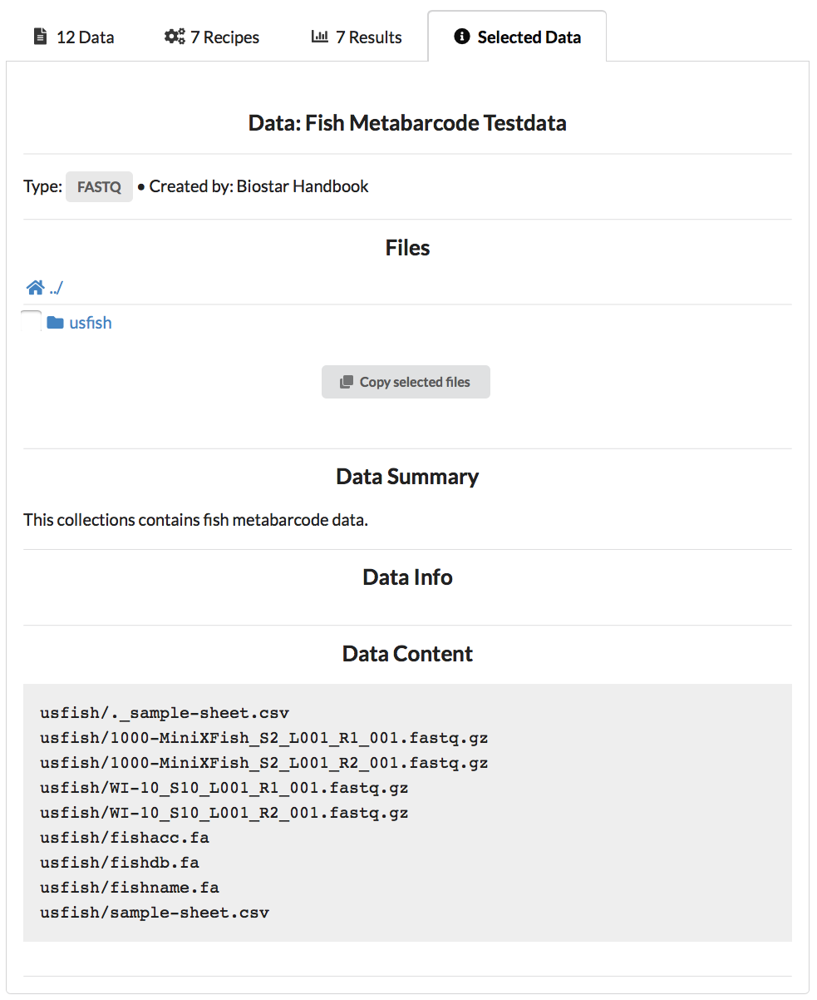 12 Data 7 Recipes 7 Results Selected Data
Data: Fish Metabarcode Testdata
Type: FASTQ • Created by: Biostar Handbook
Files
../
usfish
Copy selected files
Data Summary
This collections contains fish metabarcode data.
Data Info
Data Content
usfish/._sample-sheet.csv
usfish/1000-MiniXFish_S2_L001_R1_001.fastq.gz
usfish/1000-MiniXFish_S2_L001_R2_001.fastq.gz
usfish/WI-10_S10_L001_R1_001.fastq.gz
usfish/WI-10_S10_L001_R2_001.fastq.gz
usfish/fishacc.fa
usfish/fishdb.fa
usfish/fishname.fa
usfish/sample-sheet.csv